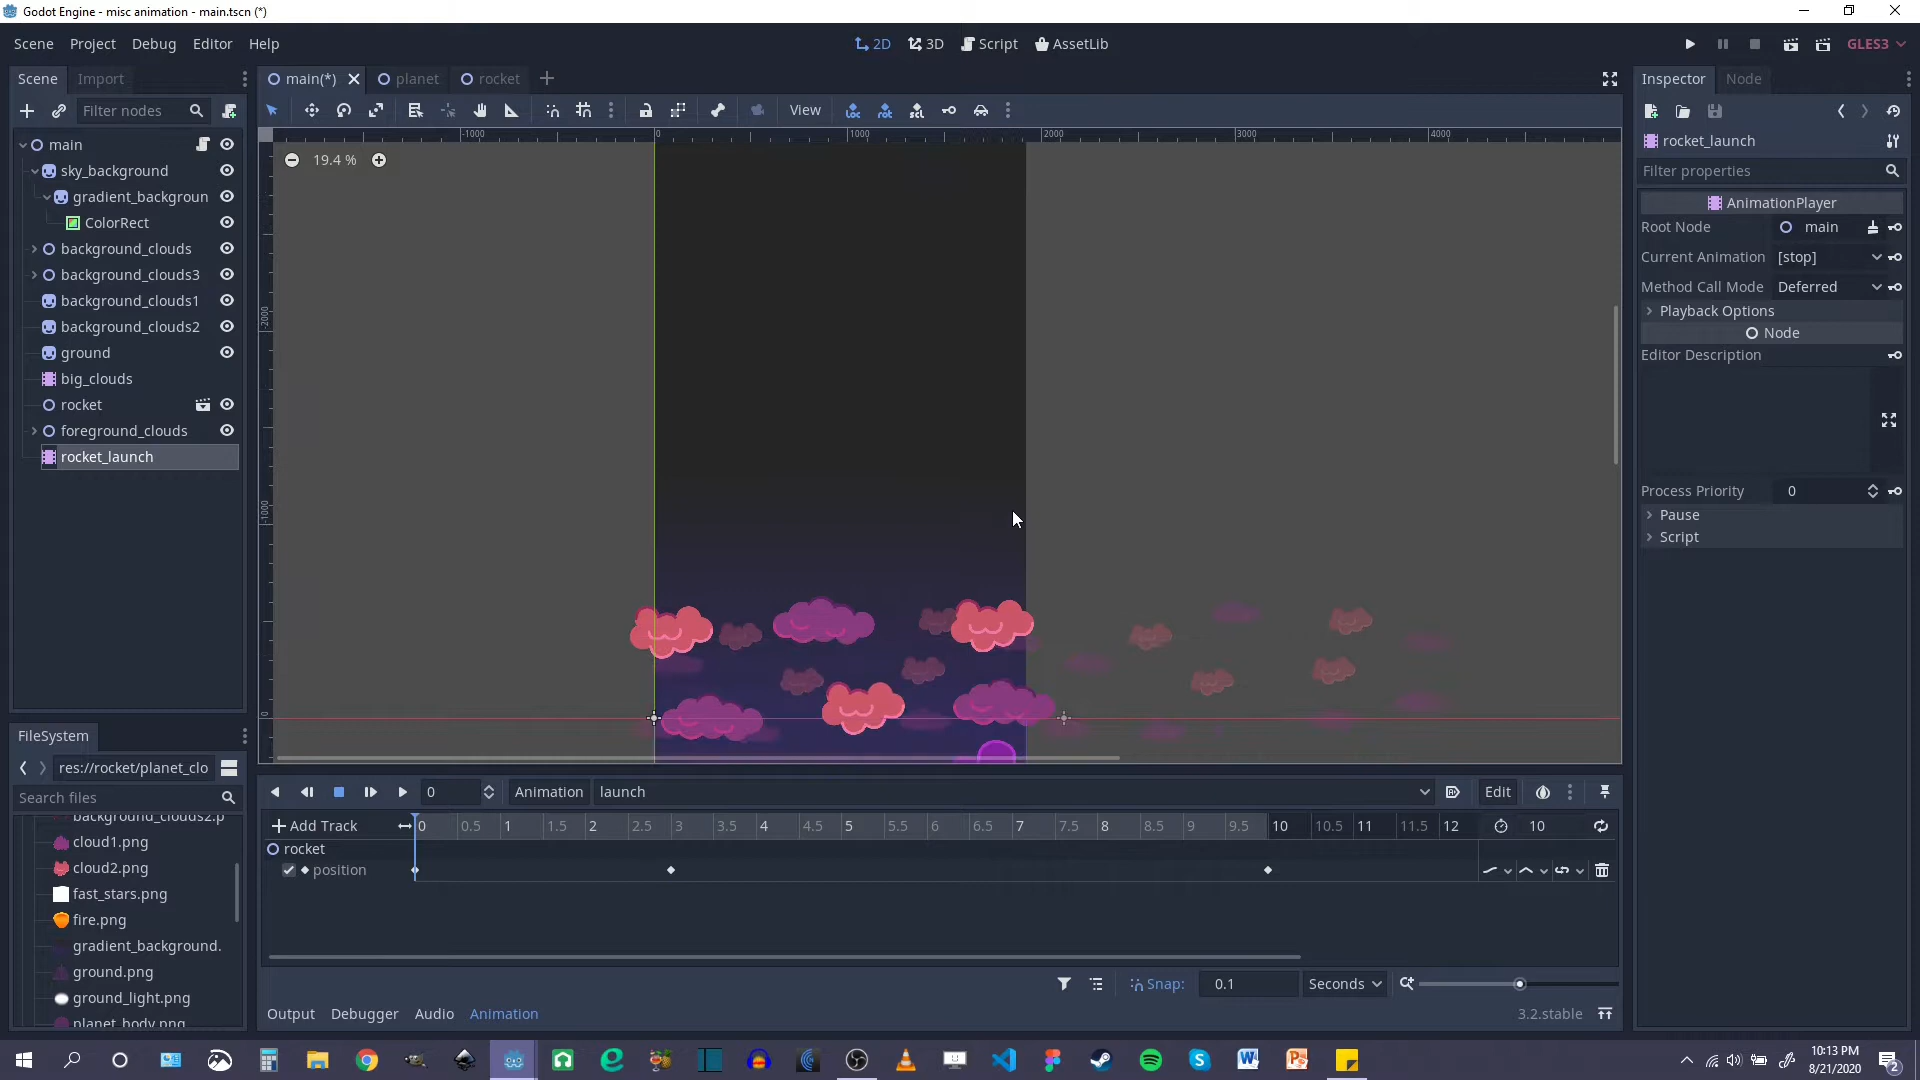 Godot Engine - misc animation - main.tscn (*)
Scene Project Debug Editor Help
2D 3D Script AssetLib
GLES3
Scene Import
main(*) planet rocket
Inspector Node
Filter nodes
View
main
sky_background
gradient_backgroun
ColorRect
background_clouds
background_clouds3
background_clouds1
background_clouds2
ground
big_clouds
rocket
foreground_clouds
rocket_launch
-1000 0 1000 2000 3000 4000
19.4 %
-2000
-1000
0
rocket_launch
Filter properties
AnimationPlayer
Root Node main
Current Animation [stop]
Method Call Mode Deferred
Playback Options
Node
Editor Description
Process Priority 0
Pause
Script
FileSystem
res://rocket/planet_clo
Search files
background_clouds2.p
cloud1.png
cloud2.png
fast_stars.png
fire.png
gradient_background.
ground.png
ground_light.png
planet_body.png
0 Animation launch Edit
Add Track 0 0.5 1 1.5 2 2.5 3 3.5 4 4.5 5 5.5 6 6.5 7 7.5 8 8.5 9 9.5 10 10.5 11 11.5 12 10
rocket
position
Snap: 0.1 Seconds
Output Debugger Audio Animation
3.2.stable
10:13 PM
8/21/2020
2